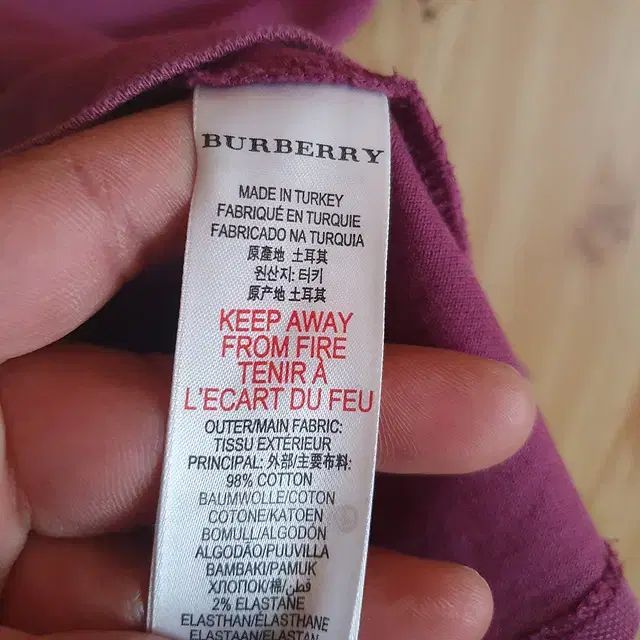 BURBERRY
MADE IN TURKEY
FABRIQUÉ EN TURQUIE
FABRICADO NA TURQUIA
原產地 土耳其
원산지: 터키
原产地 土耳其
KEEP AWAY
FROM FIRE
TENIR À
L'ECART DU FEU
OUTER/MAIN FABRIC:
TISSU EXTÉRIEUR
PRINCIPAL: 外部/主要布料:
98% COTTON
BAUMWOLLE/COTON
COTONE/KATOEN
BOMULL/ALGODÓN
ALGODÃO/PUUVILLA
BAMBAKI/PAMUK
ХЛОПОК/棉/قطن
2% ELASTANE
ELASTHAN/ÉLASTHANE
ELASTAAN/ELASTAN